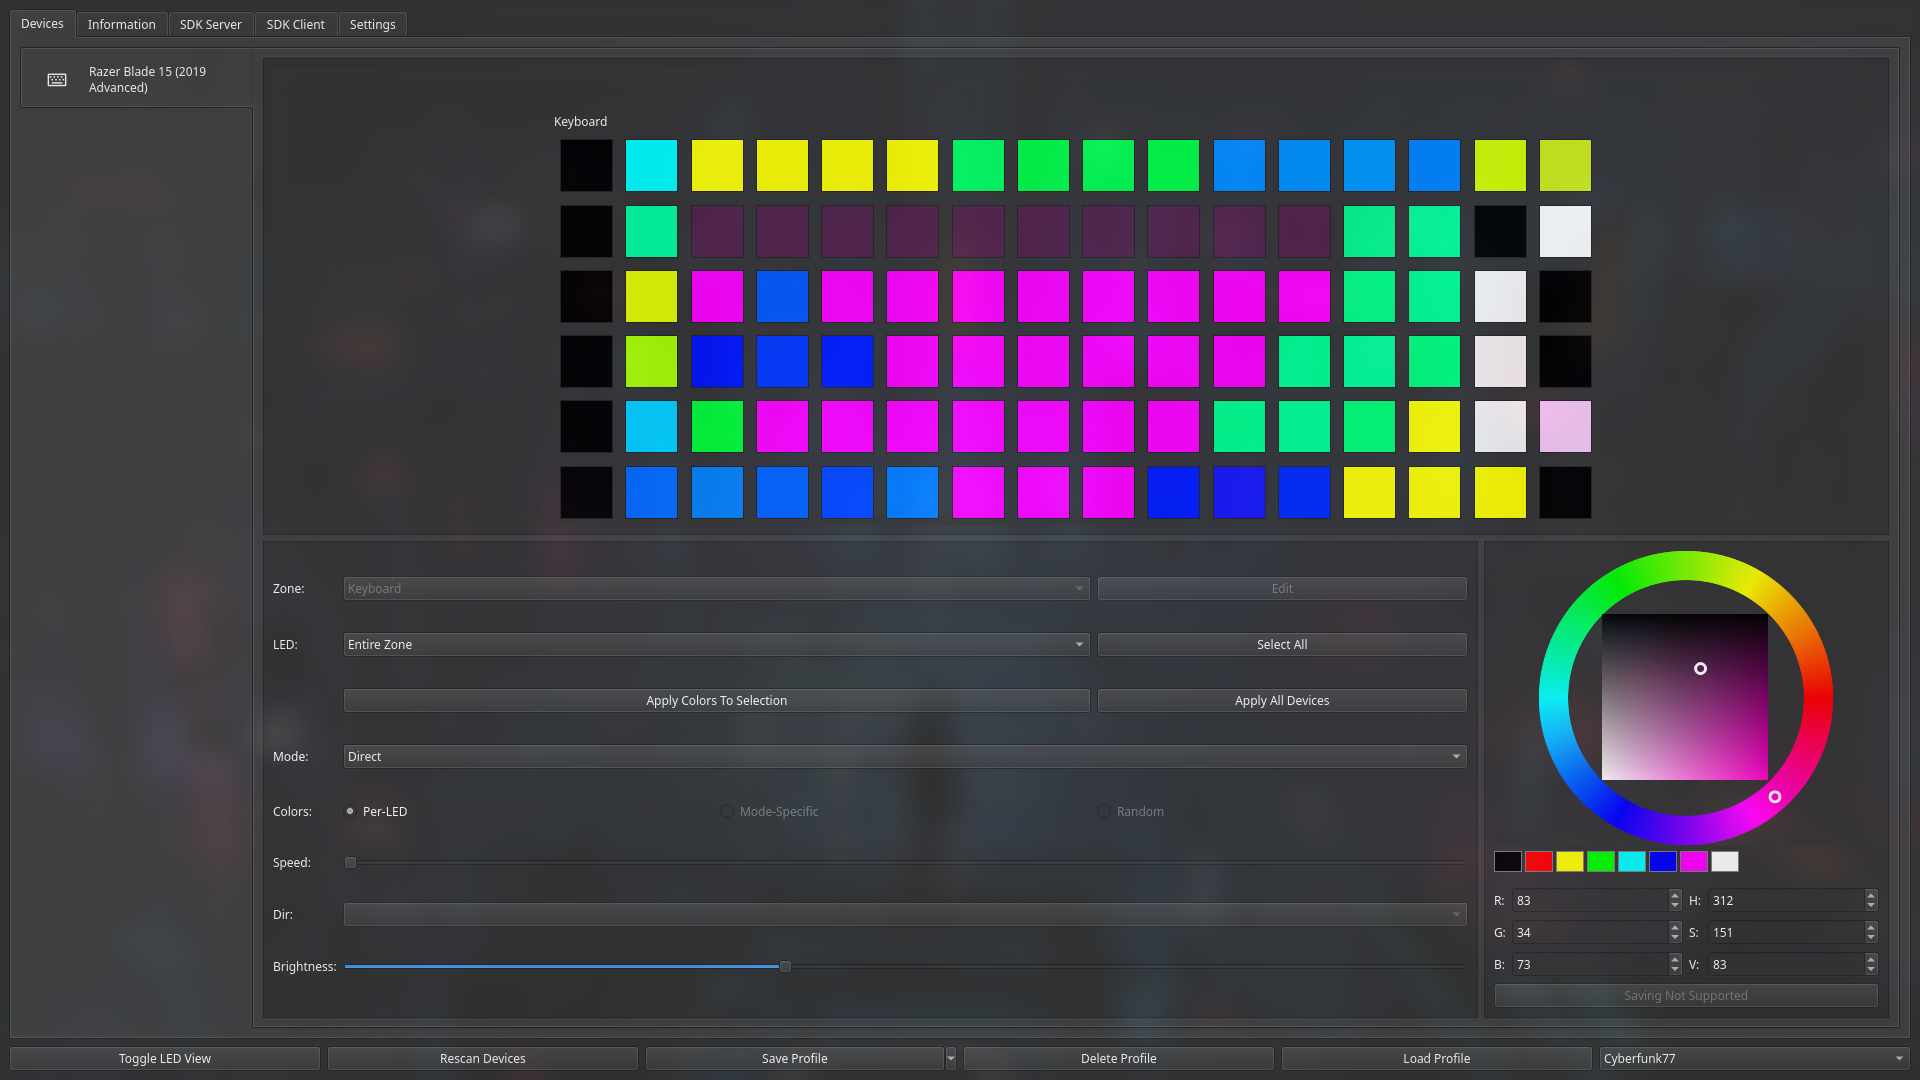 Devices
Information
SDK Server
SDK Client
Settings
Razer Blade 15 (2019
Advanced)
Keyboard
Zone:
Keyboard
Edit
LED:
Entire Zone
Select All
Apply Colors To Selection
Apply All Devices
Mode:
Direct
Colors:
Per-LED
Mode-Specific
Random
Speed:
Dir:
Brightness:
R: 83
H: 312
G: 34
S: 151
B: 73
V: 83
Saving Not Supported
Toggle LED View
Rescan Devices
Save Profile
Delete Profile
Load Profile
Cyberfunk77